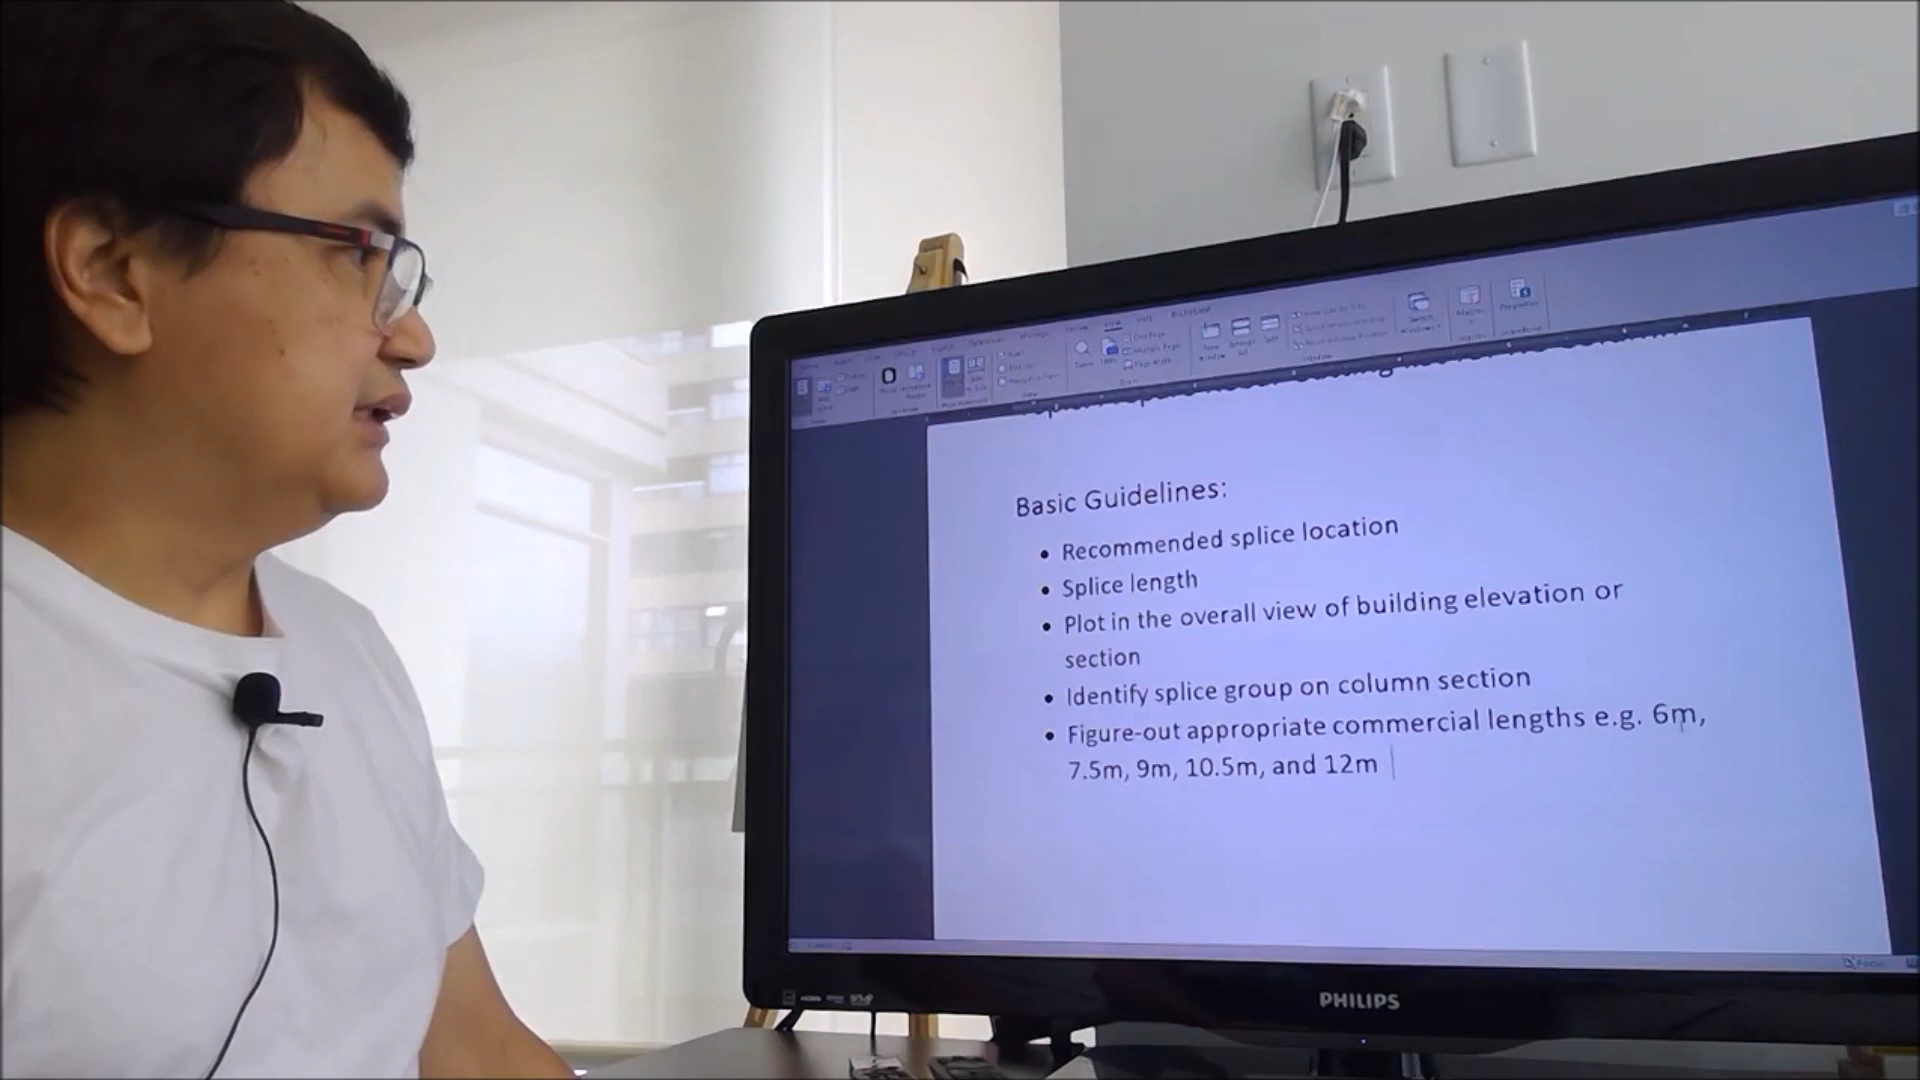 Basic Guidelines:
• Recommended splice location
• Splice length
• Plot in the overall view of building elevation or
section
• Identify splice group on column section
• Figure-out appropriate commercial lengths e.g. 6m,
7.5m, 9m, 10.5m, and 12m
PHILIPS